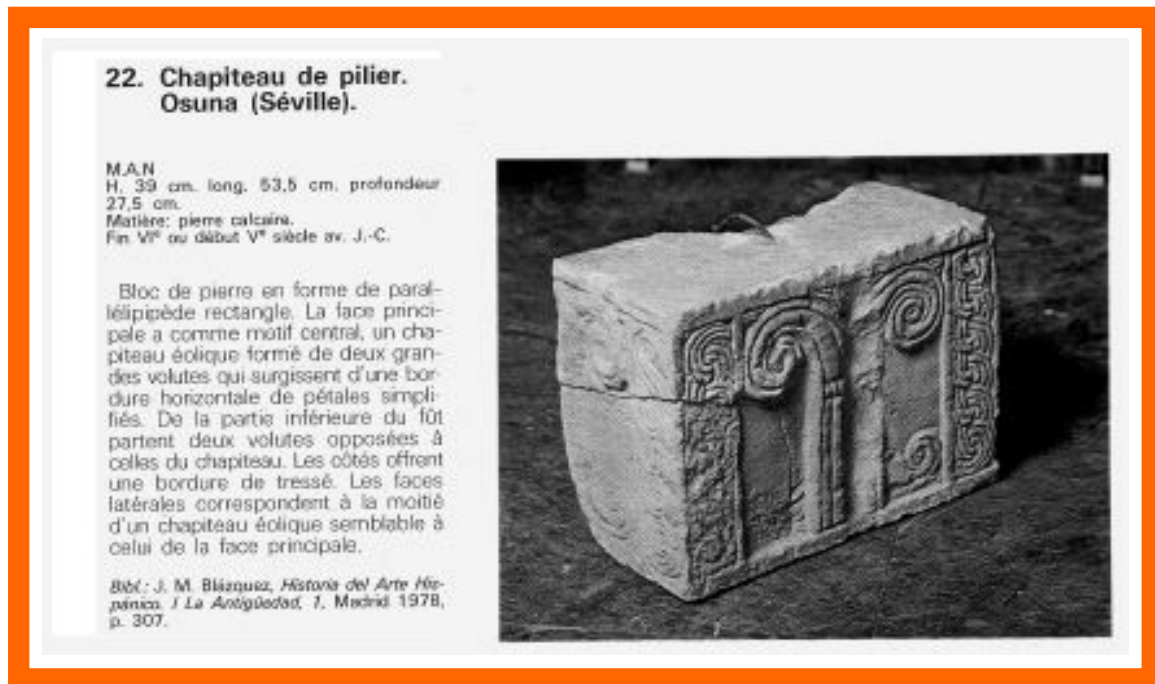 22. Chapiteau de pilier.
Osuna (Séville).
M.A.N
H. 39 cm. long. 53,5 cm. profondeur
27,5 cm.
Matière: pierre calcaire.
Fin VIe ou début Ve siècle av. J.-C.
Bloc de pierre en forme de paral-
lélipipède rectangle. La face princi-
pale a comme motif central, un cha-
piteau éolique formé de deux gran-
des volutes qui surgissent d'une bor-
dure horizontale de pétales simpli-
fiés. De la partie inférieure du fût
partent deux volutes opposées à
celles du chapiteau. Les côtés offrent
une bordure de tressé. Les faces
latérales correspondent à la moitié
d'un chapiteau éolique semblable à
celui de la face principale.
Bibl.: J. M. Blázquez, Historia del Arte His-
pánico. I La Antigüedad, 1, Madrid 1978,
p. 307.